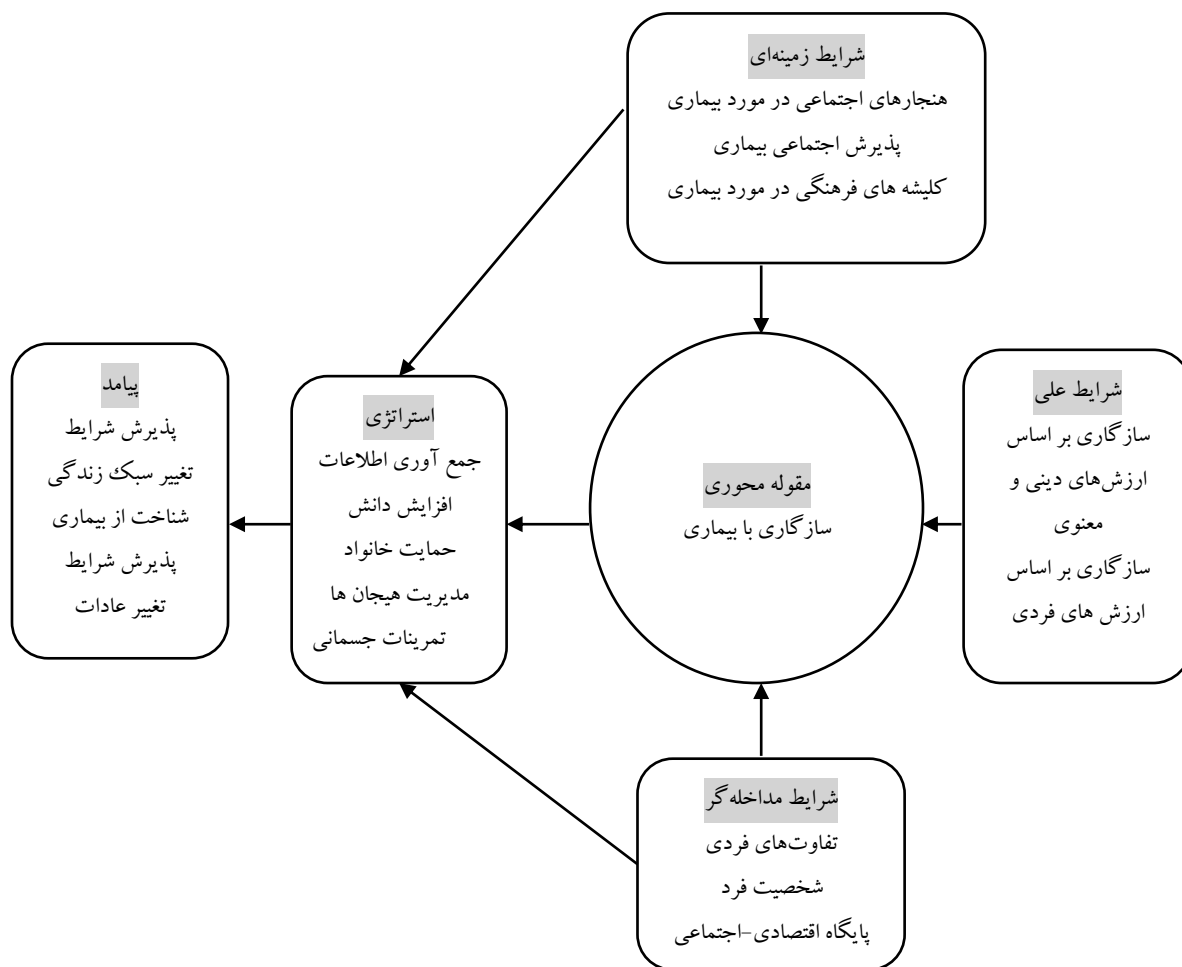 شرایط زمینه‌ای
هنجارهای اجتماعی در مورد بیماری
پذیرش اجتماعی بیماری
کلیشه های فرهنگی در مورد بیماری
شرایط علی
سازگاری بر اساس
ارزش‌های دینی و
معنوی
سازگاری بر اساس
ارزش های فردی
مقوله محوری
سازگاری با بیماری
استراتژی
جمع آوری اطلاعات
افزایش دانش
حمایت خانواد
مدیریت هیجان ها
تمرینات جسمانی
پیامد
پذیرش شرایط
تغییر سبک زندگی
شناخت از بیماری
پذیرش شرایط
تغییر عادات
شرایط مداخله‌گر
تفاوت‌های فردی
شخصیت فرد
پایگاه اقتصادی-اجتماعی